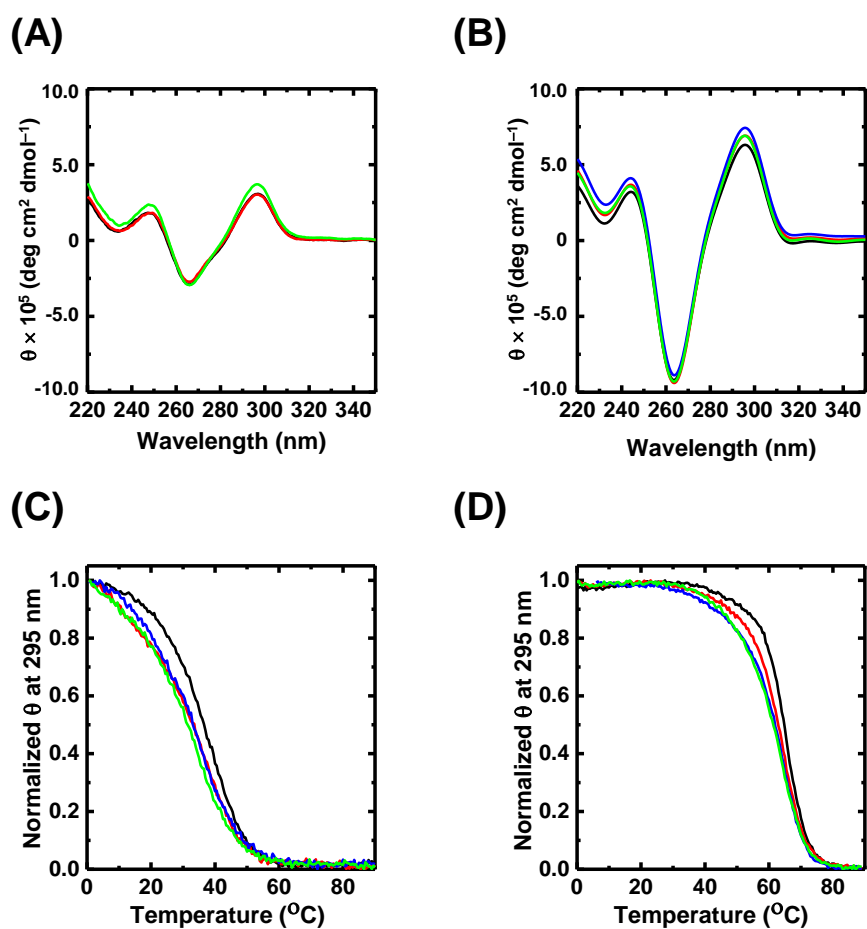 (A)
(B)
10.0
5.0
0
-5.0
-10.0
θ × 10⁵ (deg cm² dmol⁻¹)
220 240 260 280 300 320 340
Wavelength (nm)
10.0
5.0
0
-5.0
-10.0
θ × 10⁵ (deg cm² dmol⁻¹)
220 240 260 280 300 320 340
Wavelength (nm)
(C)
(D)
1.0
0.8
0.6
0.4
0.2
0.0
Normalized θ at 295 nm
0 20 40 60 80
Temperature (⁰C)
1.0
0.8
0.6
0.4
0.2
0.0
Normalized θ at 295 nm
0 20 40 60 80
Temperature (⁰C)